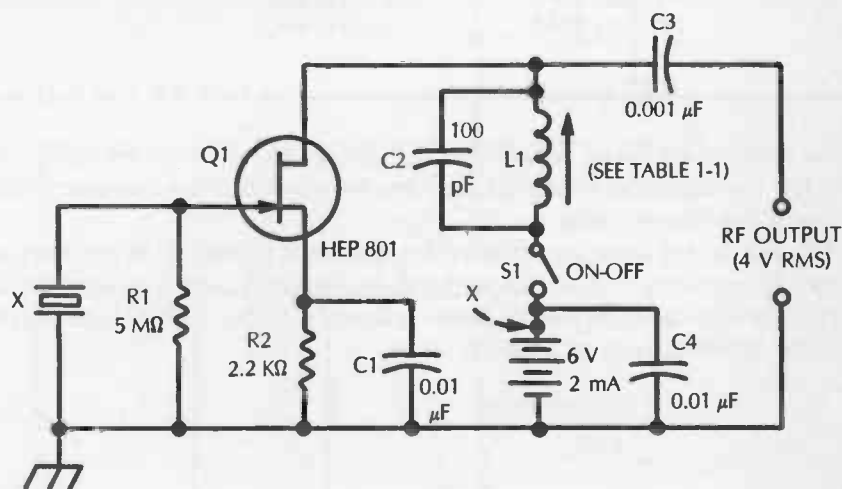 C3
0.001 μF
Q1
100
C2
pF
L1
(SEE TABLE 1-1)
HEP 801
RF OUTPUT
(4 V RMS)
S1
ON-OFF
X
X
R1
5 MΩ
R2
2.2 KΩ
C1
0.01
μF
6 V
2 mA
C4
0.01 μF